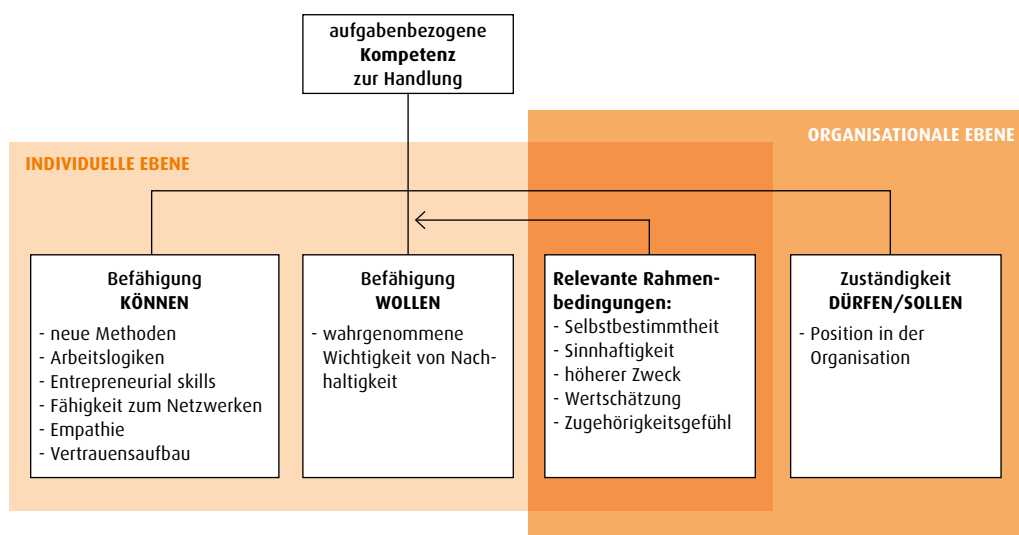 aufgabenbezogene
Kompetenz
zur Handlung
ORGANISATIONALE EBENE
INDIVIDUELLE EBENE
Befähigung
KÖNNEN
- neue Methoden
- Arbeitslogiken
- Entrepreneurial skills
- Fähigkeit zum Netzwerken
- Empathie
- Vertrauensaufbau
Befähigung
WOLLEN
- wahrgenommene
Wichtigkeit von Nach-
haltigkeit
Relevante Rahmen-
bedingungen:
- Selbstbestimmtheit
- Sinnhaftigkeit
- höherer Zweck
- Wertschätzung
- Zugehörigkeitsgefühl
Zuständigkeit
DÜRFEN/SOLLEN
- Position in der
Organisation